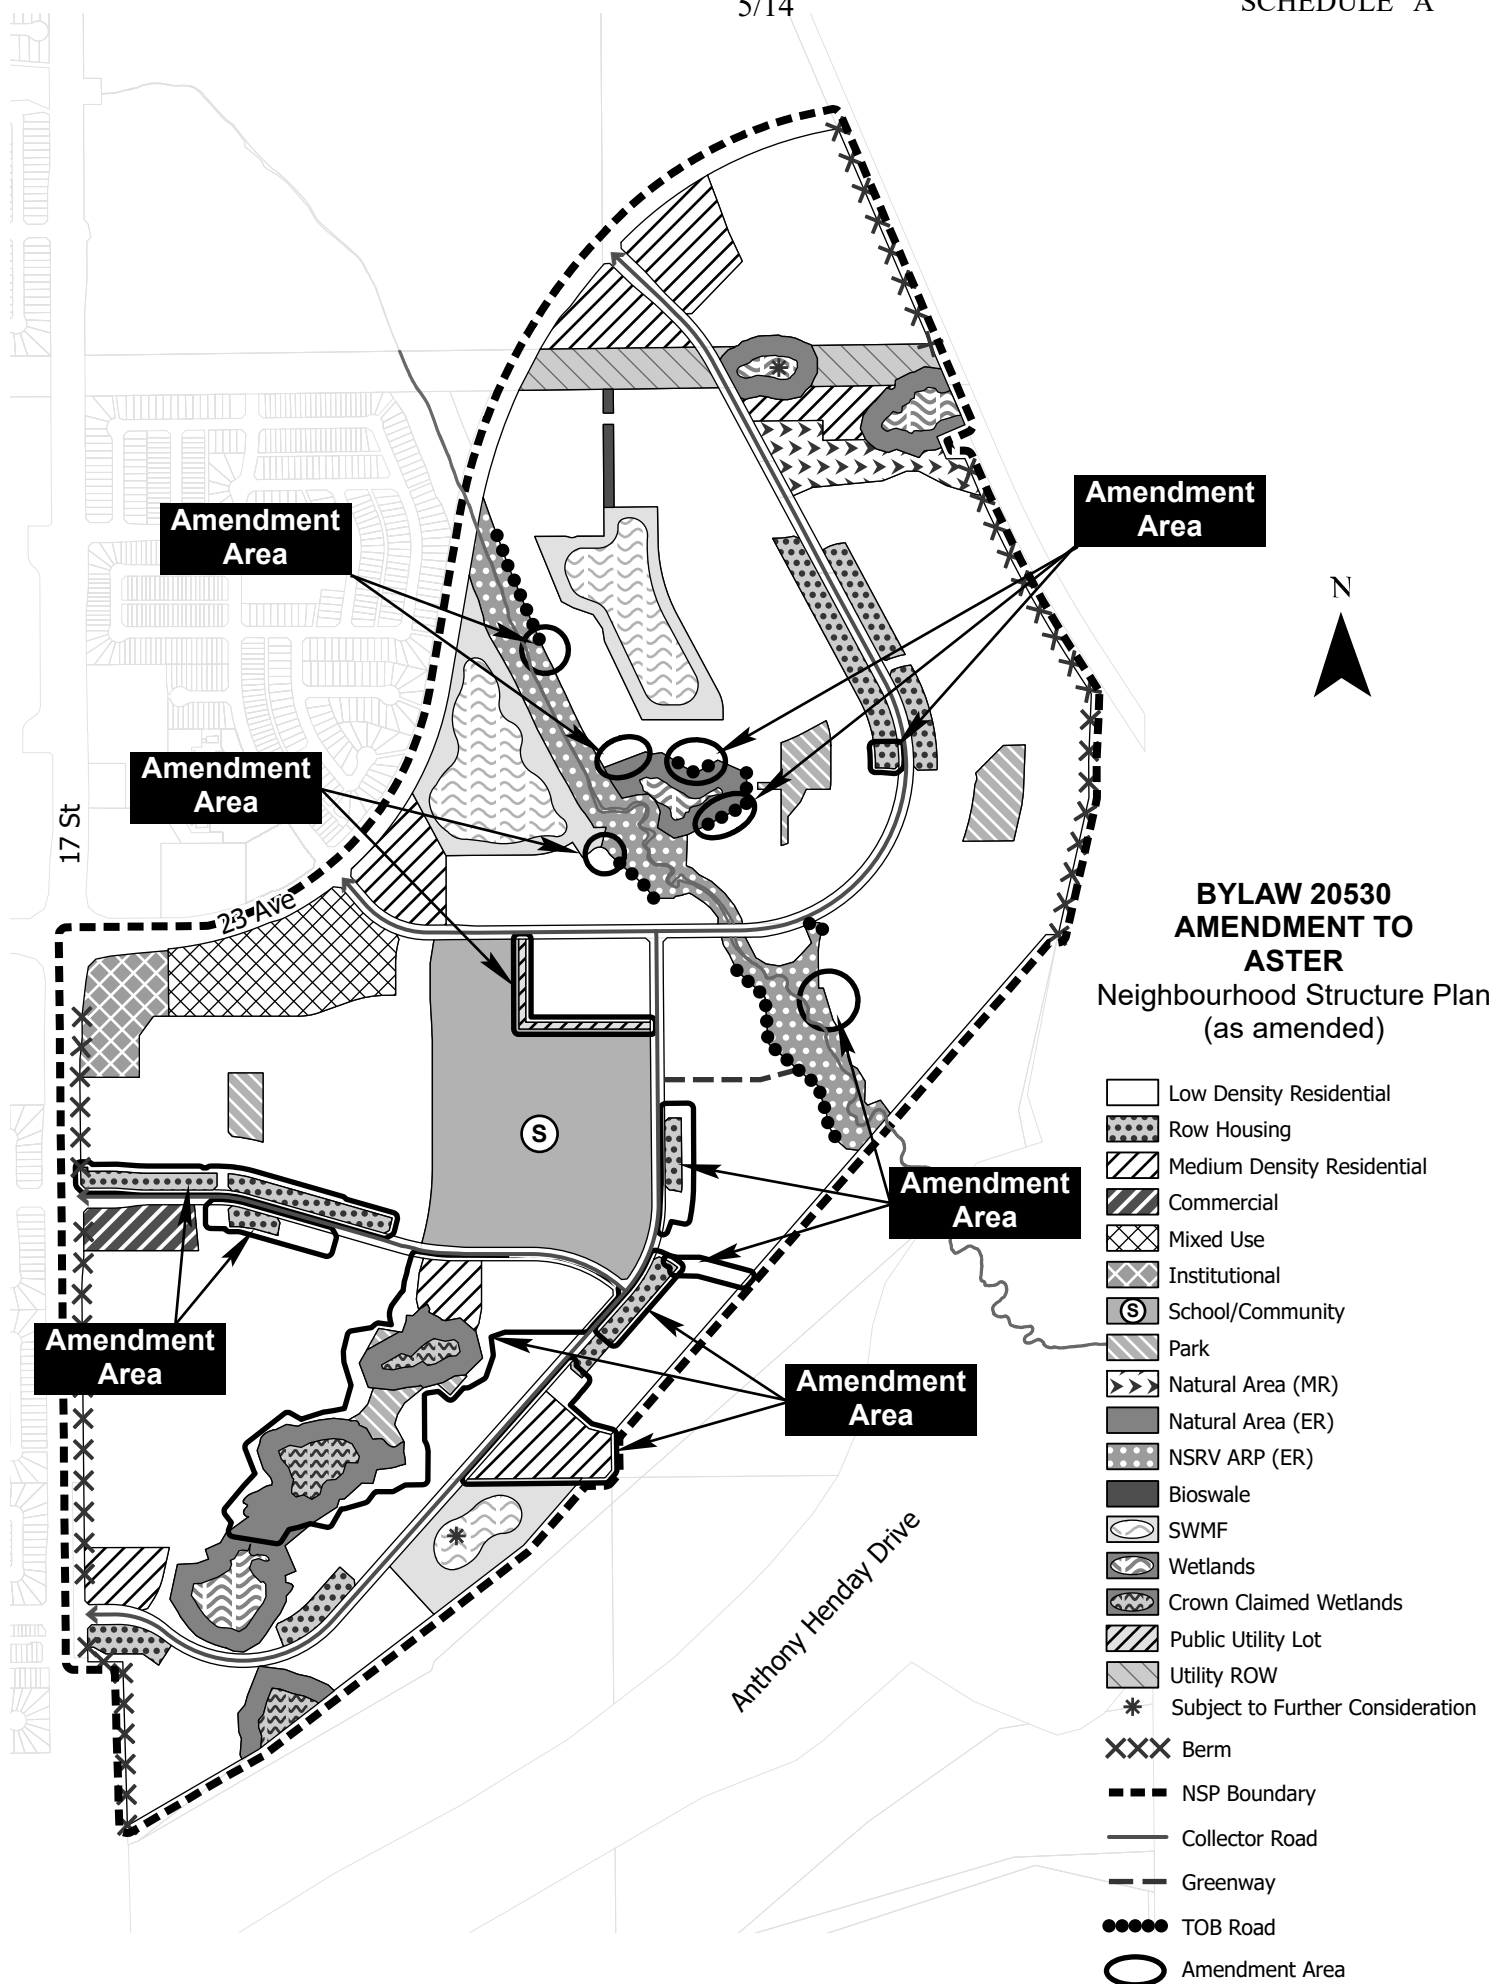 5/14
SCHEDULE "A"
Amendment
Area
Amendment
Area
N
Amendment
Area
17 St
23 Ave
BYLAW 20530
AMENDMENT TO
ASTER
Neighbourhood Structure Plan
(as amended)
S
Amendment
Area
Amendment
Area
Amendment
Area
Anthony Henday Drive
Low Density Residential
Row Housing
Medium Density Residential
Commercial
Mixed Use
Institutional
S School/Community
Park
Natural Area (MR)
Natural Area (ER)
NSRV ARP (ER)
Bioswale
SWMF
Wetlands
Crown Claimed Wetlands
Public Utility Lot
Utility ROW
Subject to Further Consideration
Berm
NSP Boundary
Collector Road
Greenway
TOB Road
Amendment Area